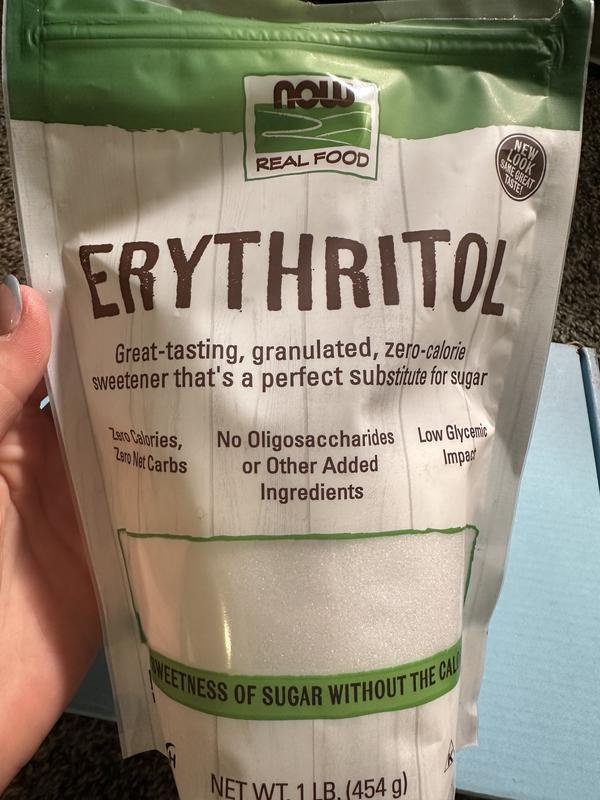 now
REAL FOOD
NEW
LOOK
SAME GREAT
TASTE!
ERYTHRITOL
Great-tasting, granulated, zero-calorie
sweetener that's a perfect substitute for sugar
Zero Calories,
Zero Net Carbs
No Oligosaccharides
or Other Added
Ingredients
Low Glycemic
Impact
SWEETNESS OF SUGAR WITHOUT THE CAL
K
NET WT. 1 LB. (454 g)